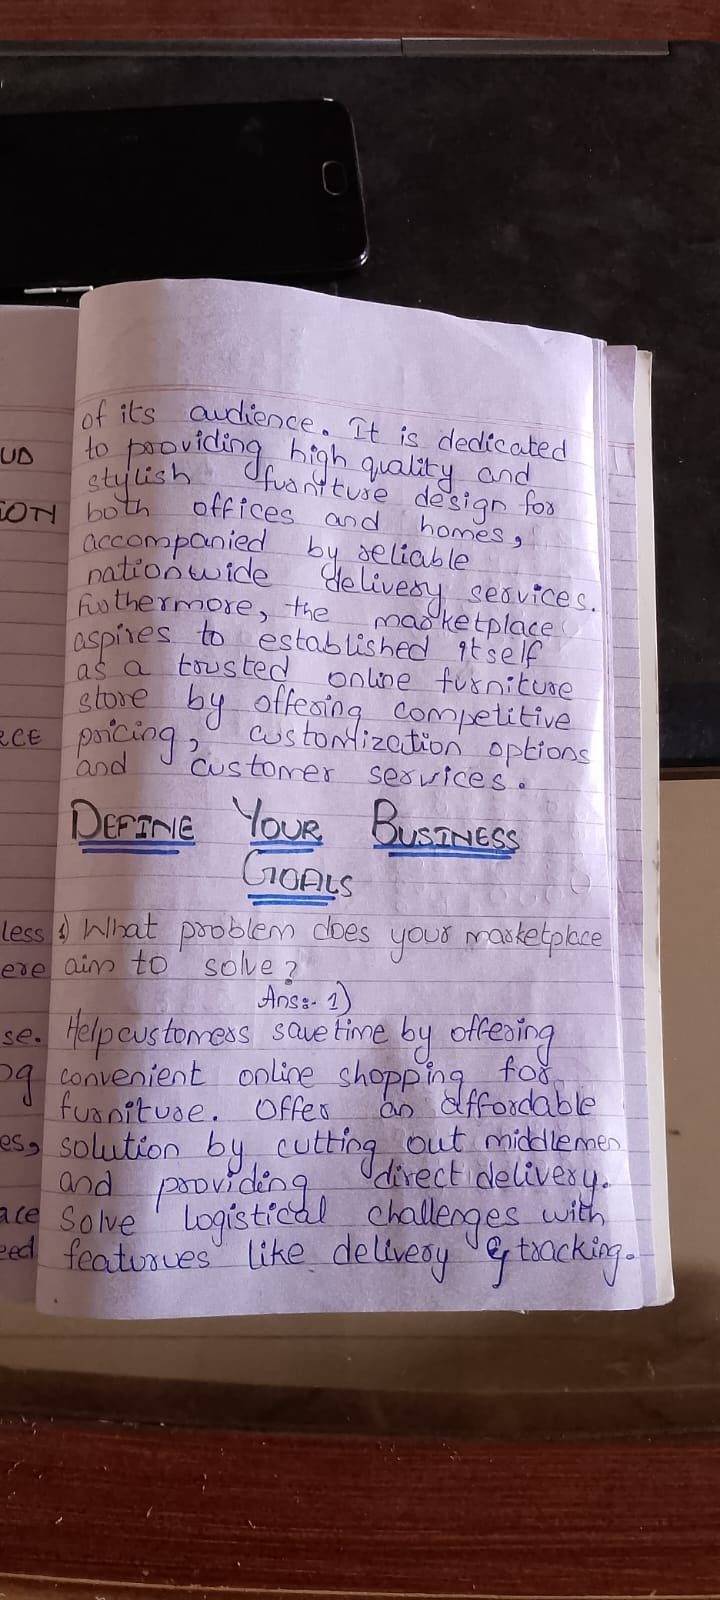 of its audience. It is dedicated
to providing high quality and
stylish furniture design for
both offices and homes,
accompanied by reliable
nationwide delivery services.
Furthermore, the marketplace
aspires to established itself
as a trusted online furniture
store by offering competitive
pricing, customization options
and customer services.
DEFINE YOUR BUSINESS
GOALS
1) What problem does your marketplace
aim to solve?
Ans:- 1)
Help customers save time by offering
convenient online shopping for
furniture. Offer an affordable
solution by cutting out middlemen
and providing direct delivery.
Solve logistical challenges with
features like delivery & tracking.
UD
ION
RCE
less
ere
se.
og
es,
ace
eed